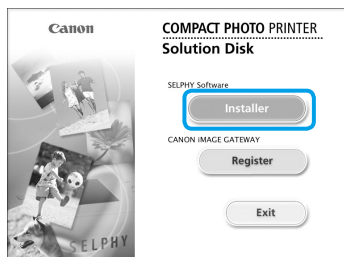 Canon
COMPACT PHOTO PRINTER
Solution Disk
SELPHY Software
Installer
CANON iMAGE GATEWAY
Register
Exit
SELPHY